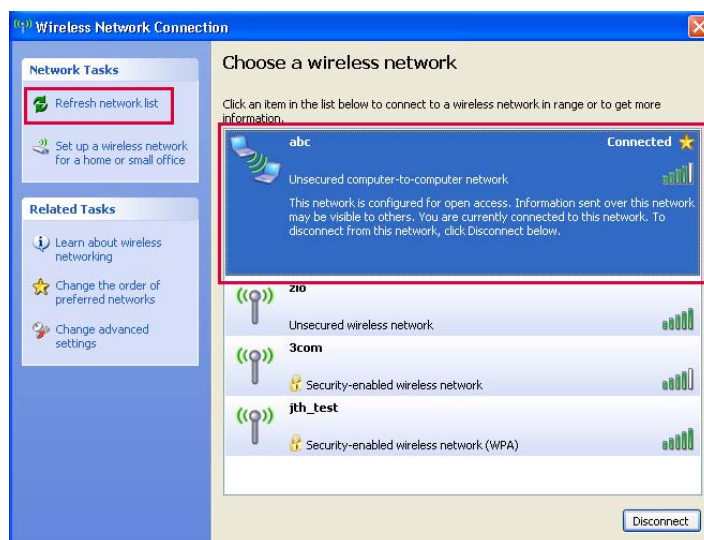 Wireless Network Connection
Network Tasks
Refresh network list
Set up a wireless network
for a home or small office
Related Tasks
Learn about wireless
networking
Change the order of
preferred networks
Change advanced
settings
Choose a wireless network
Click an item in the list below to connect to a wireless network in range or to get more
information.
abc
Connected
Unsecured computer-to-computer network
This network is configured for open access. Information sent over this network
may be visible to others. You are currently connected to this network. To
disconnect from this network, click Disconnect below.
zio
Unsecured wireless network
3com
Security-enabled wireless network
jth_test
Security-enabled wireless network (WPA)
Disconnect